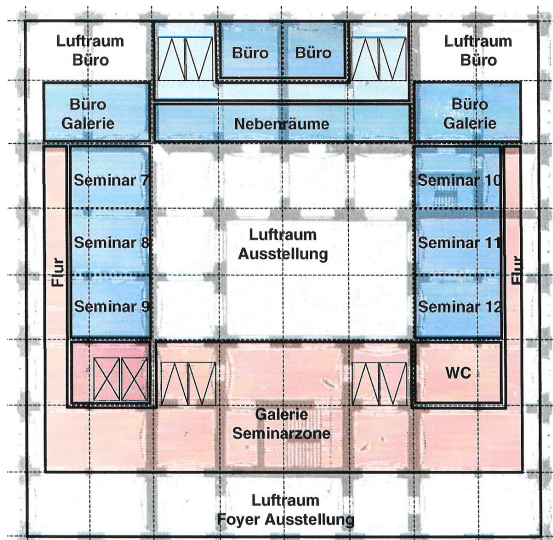 Luftraum
Büro
Büro
Büro
Luftraum
Büro
Büro
Galerie
Nebenräume
Büro
Galerie
Seminar 7
Seminar 10
Seminar 8
Luftraum
Ausstellung
Seminar 11
Flur
Flur
Seminar 9
Seminar 12
WC
Galerie
Seminarzone
Luftraum
Foyer Ausstellung